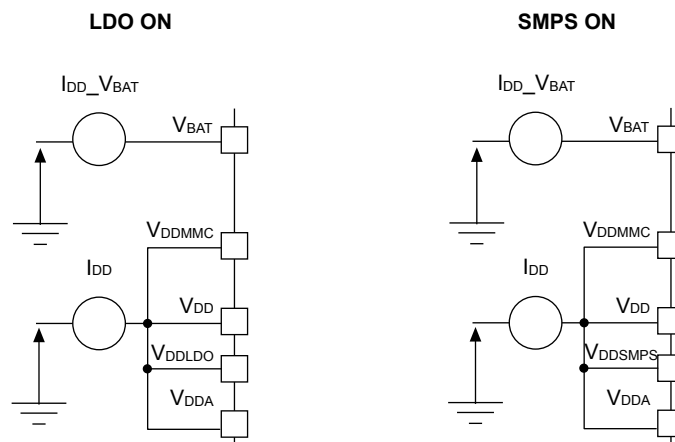 LDO ON
IDD_VBAT
VBAT
VDDMMC
IDD
VDD
VDDLDO
VDDA
SMPS ON
IDD_VBAT
VBAT
VDDMMC
IDD
VDD
VDDSMPS
VDDA